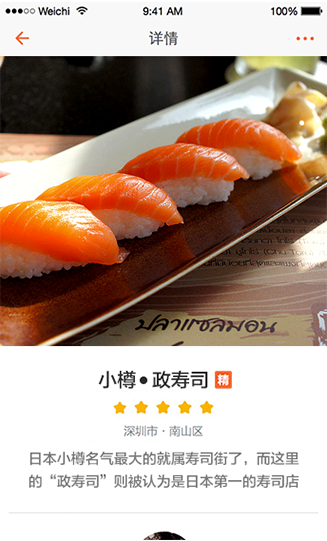 Weichi 9:41 AM 100%
详情
ปลาแซลมอน
小樽●政寿司 精
深圳市·南山区
日本小樽名气最大的就属寿司街了，而这里
的“政寿司”则被认为是日本第一的寿司店